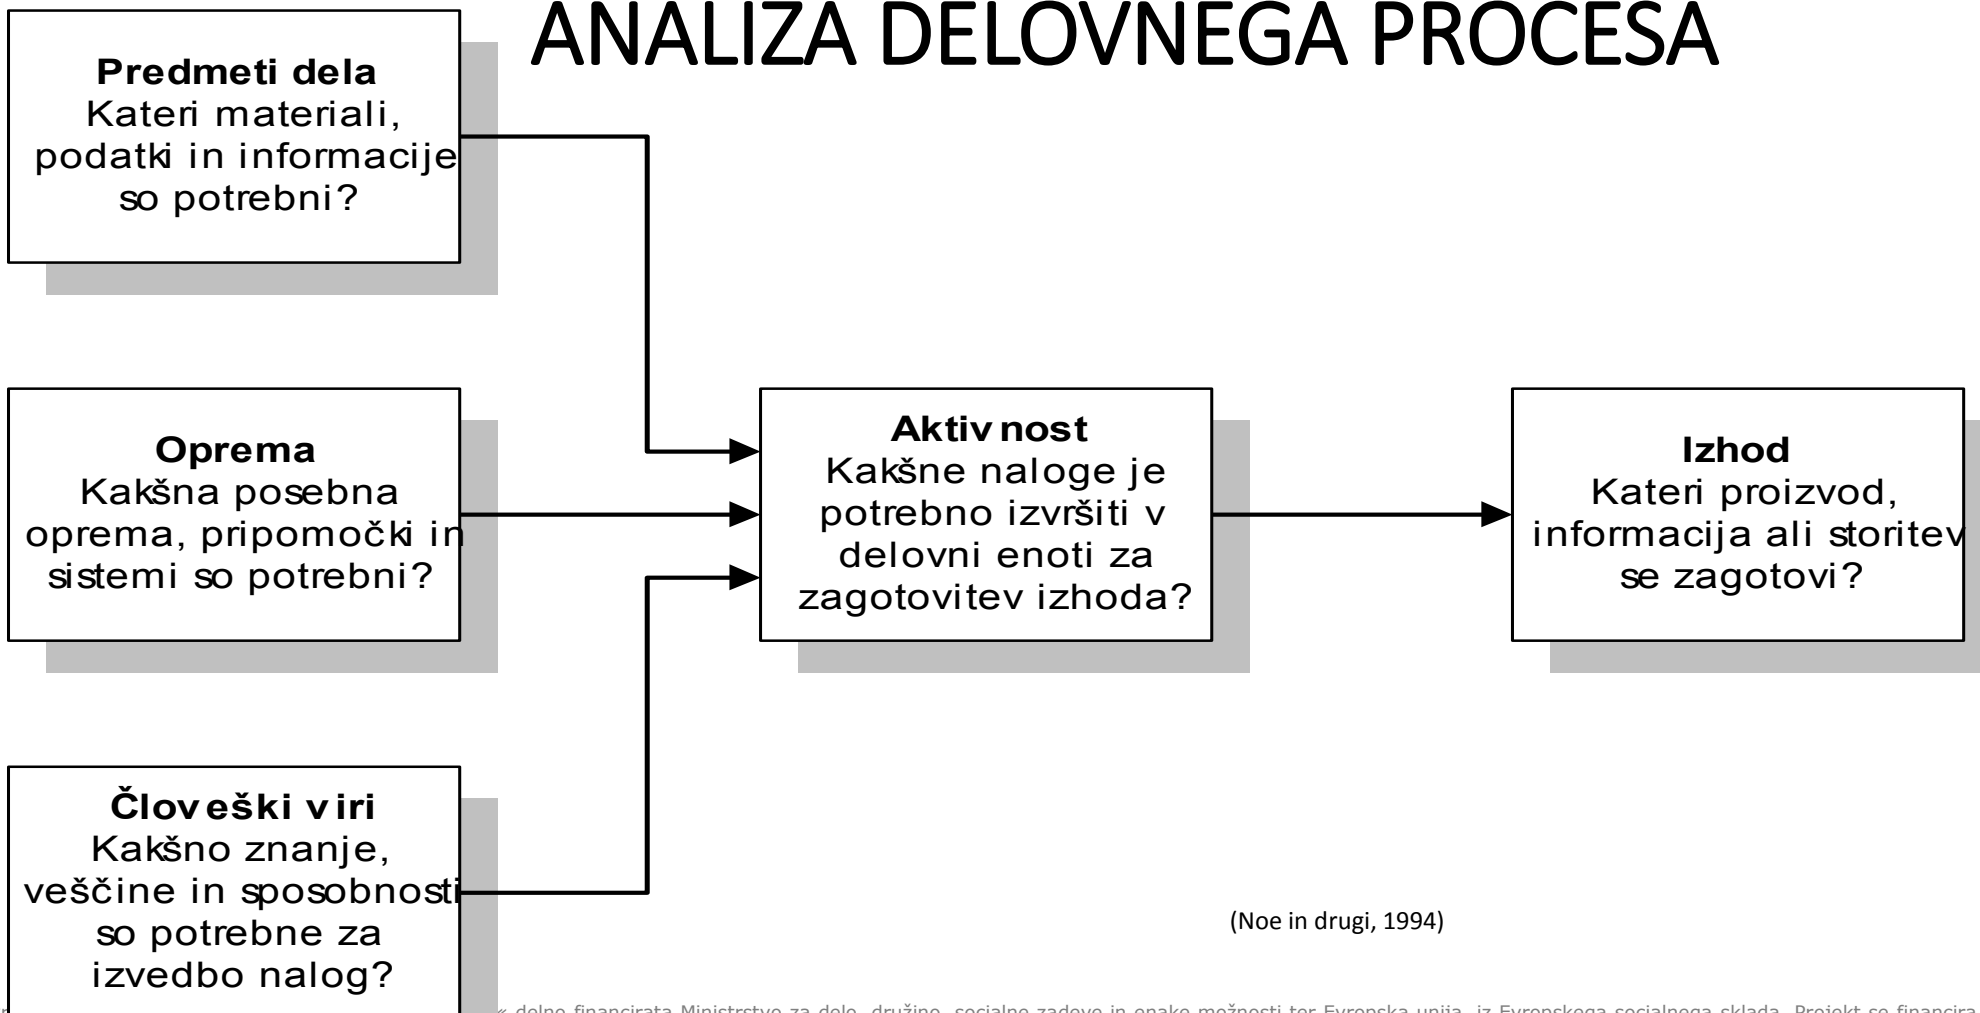 ANALIZA DELOVNEGA PROCESA
Predmeti dela
Kateri materiali,
podatki in informacije
so potrebni?
Oprema
Kakšna posebna
oprema, pripomočki in
sistemi so potrebni?
Človeški viri
Kakšno znanje,
veščine in sposobnosti
so potrebne za
izvedbo nalog?
Aktivnost
Kakšne naloge je
potrebno izvršiti v
delovni enoti za
zagotovitev izhoda?
Izhod
Kateri proizvod,
informacija ali storitev
se zagotovi?
(Noe in drugi, 1994)
« delno financirata Ministrstvo za delo, družino, socialne zadeve in enake možnosti ter Evropska unija, iz Evropskega socialnega sklada. Projekt se financira